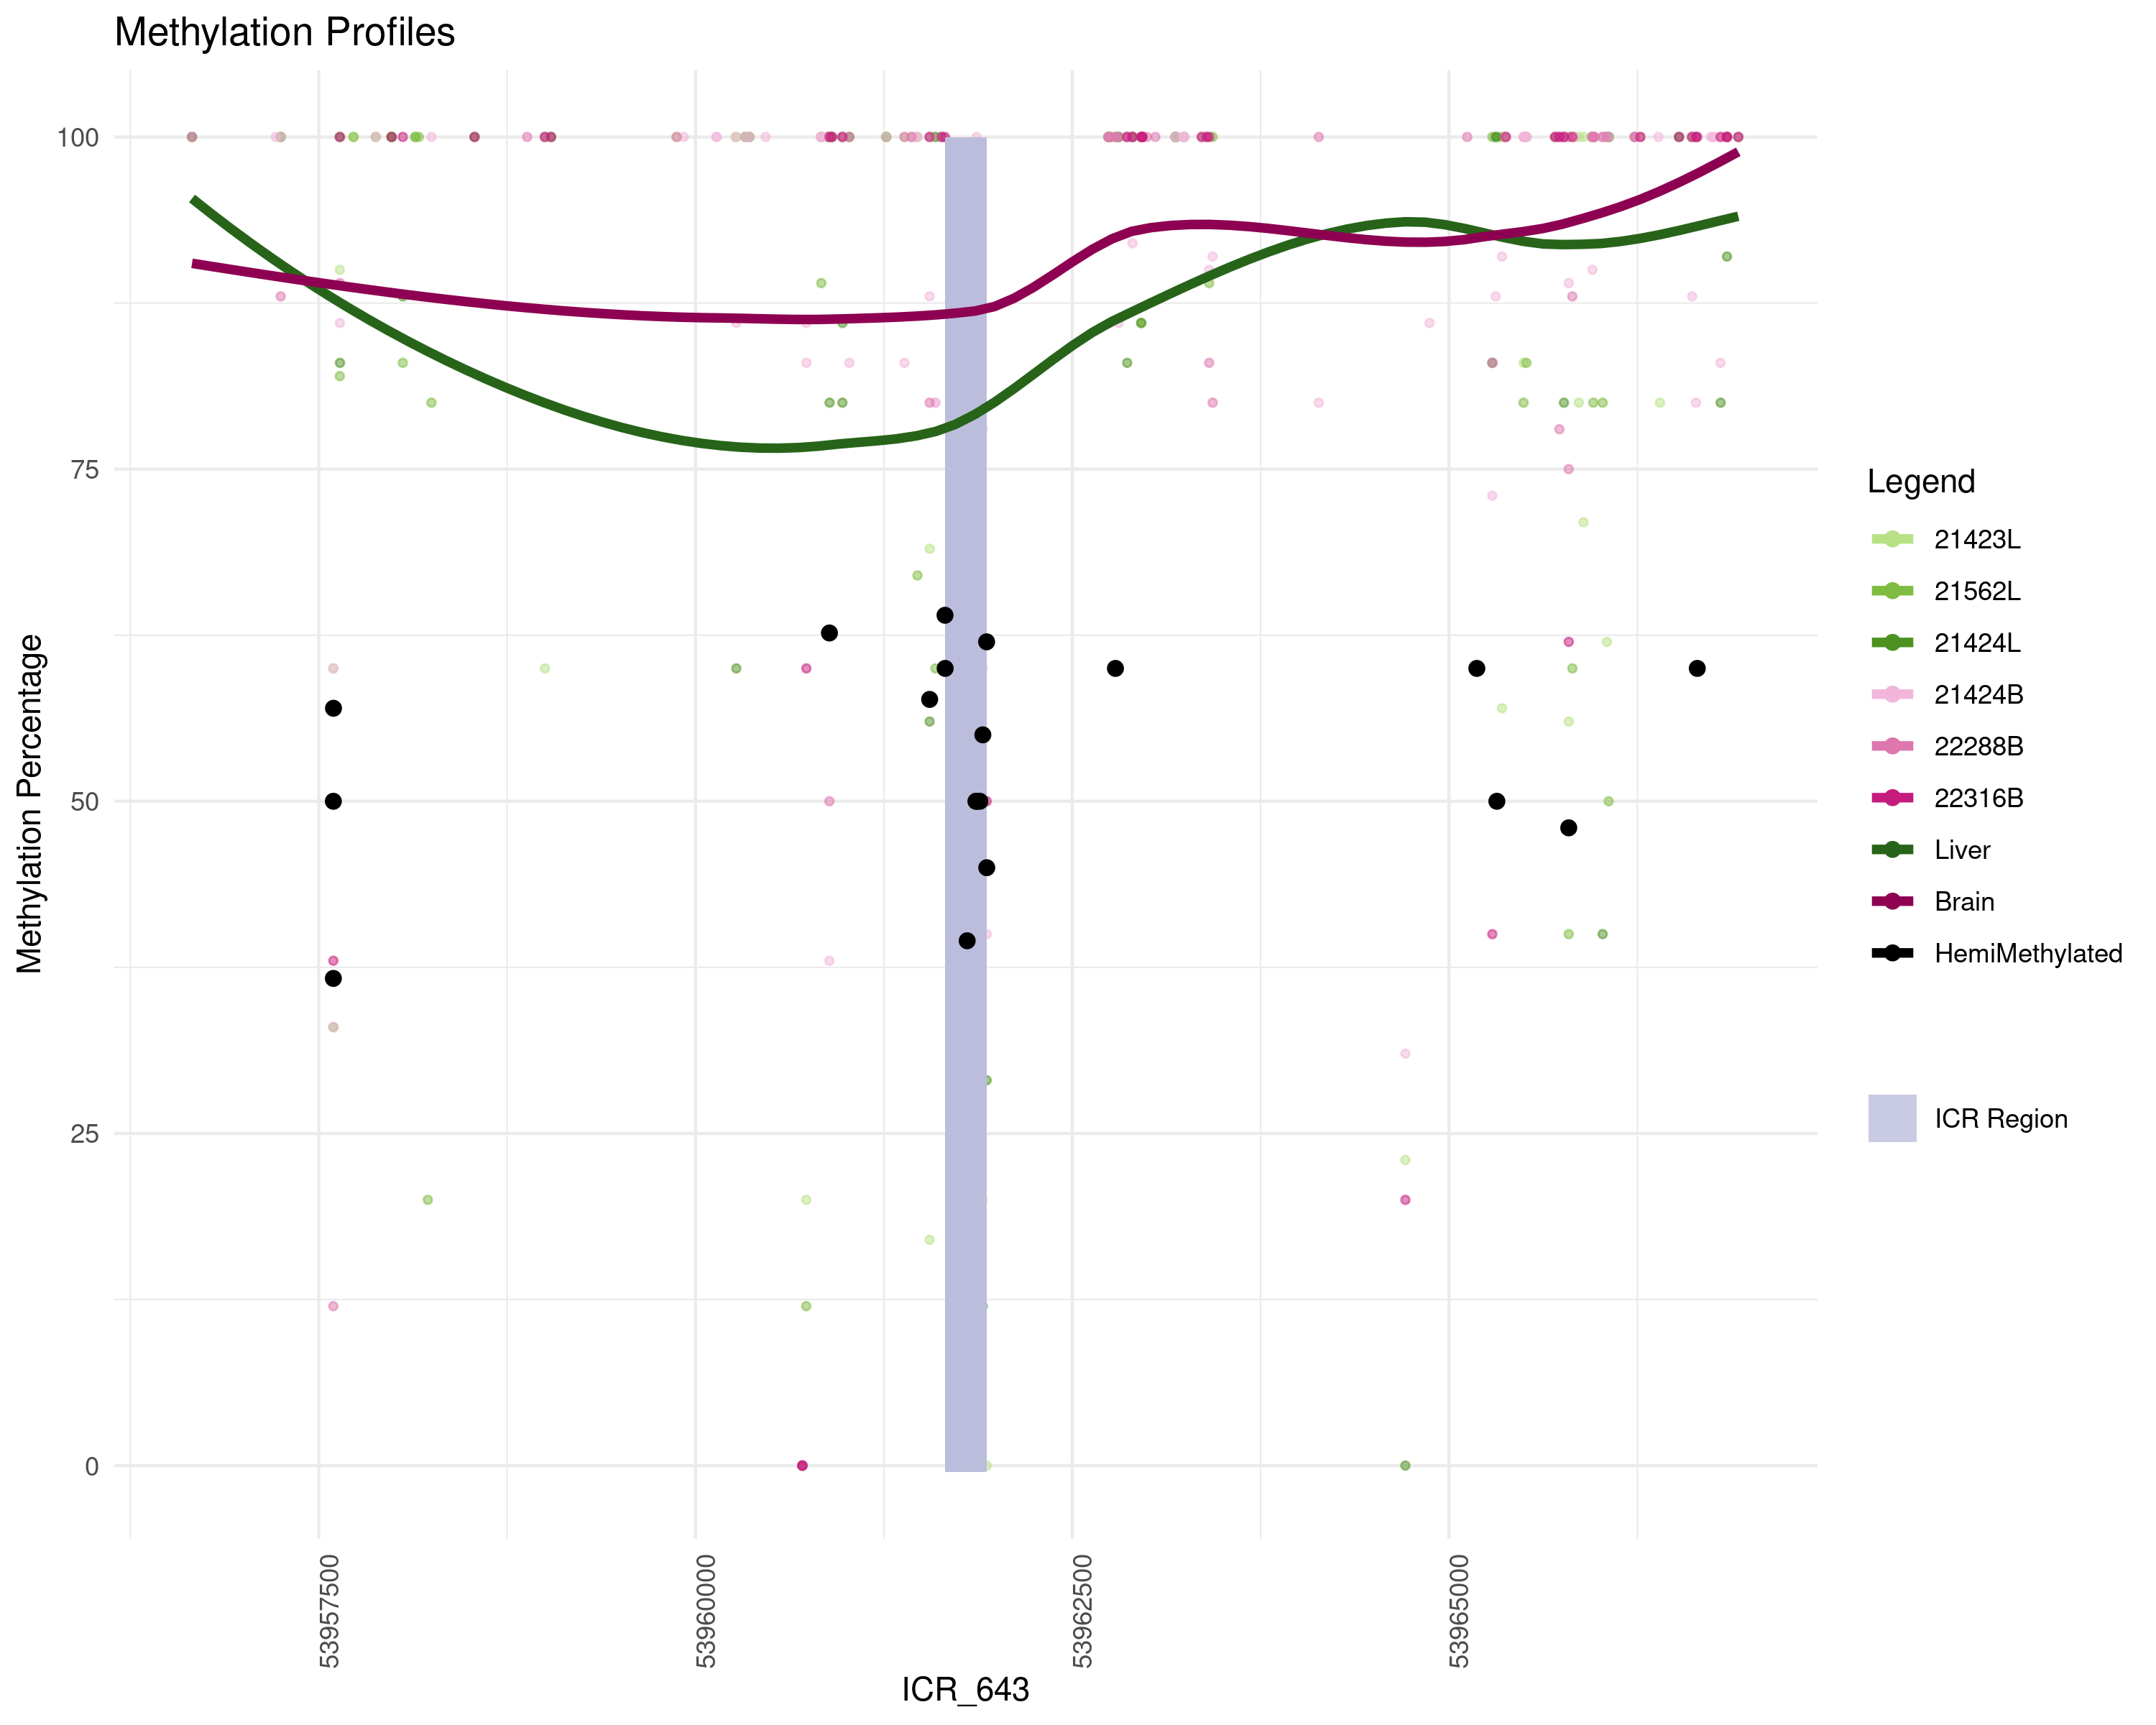 Methylation Profiles
100
75
50
25
0
Methylation Percentage
53957500
53960000
53962500
53965000
ICR_643
Legend
21423L
21562L
21424L
21424B
22288B
22316B
Liver
Brain
HemiMethylated
ICR Region